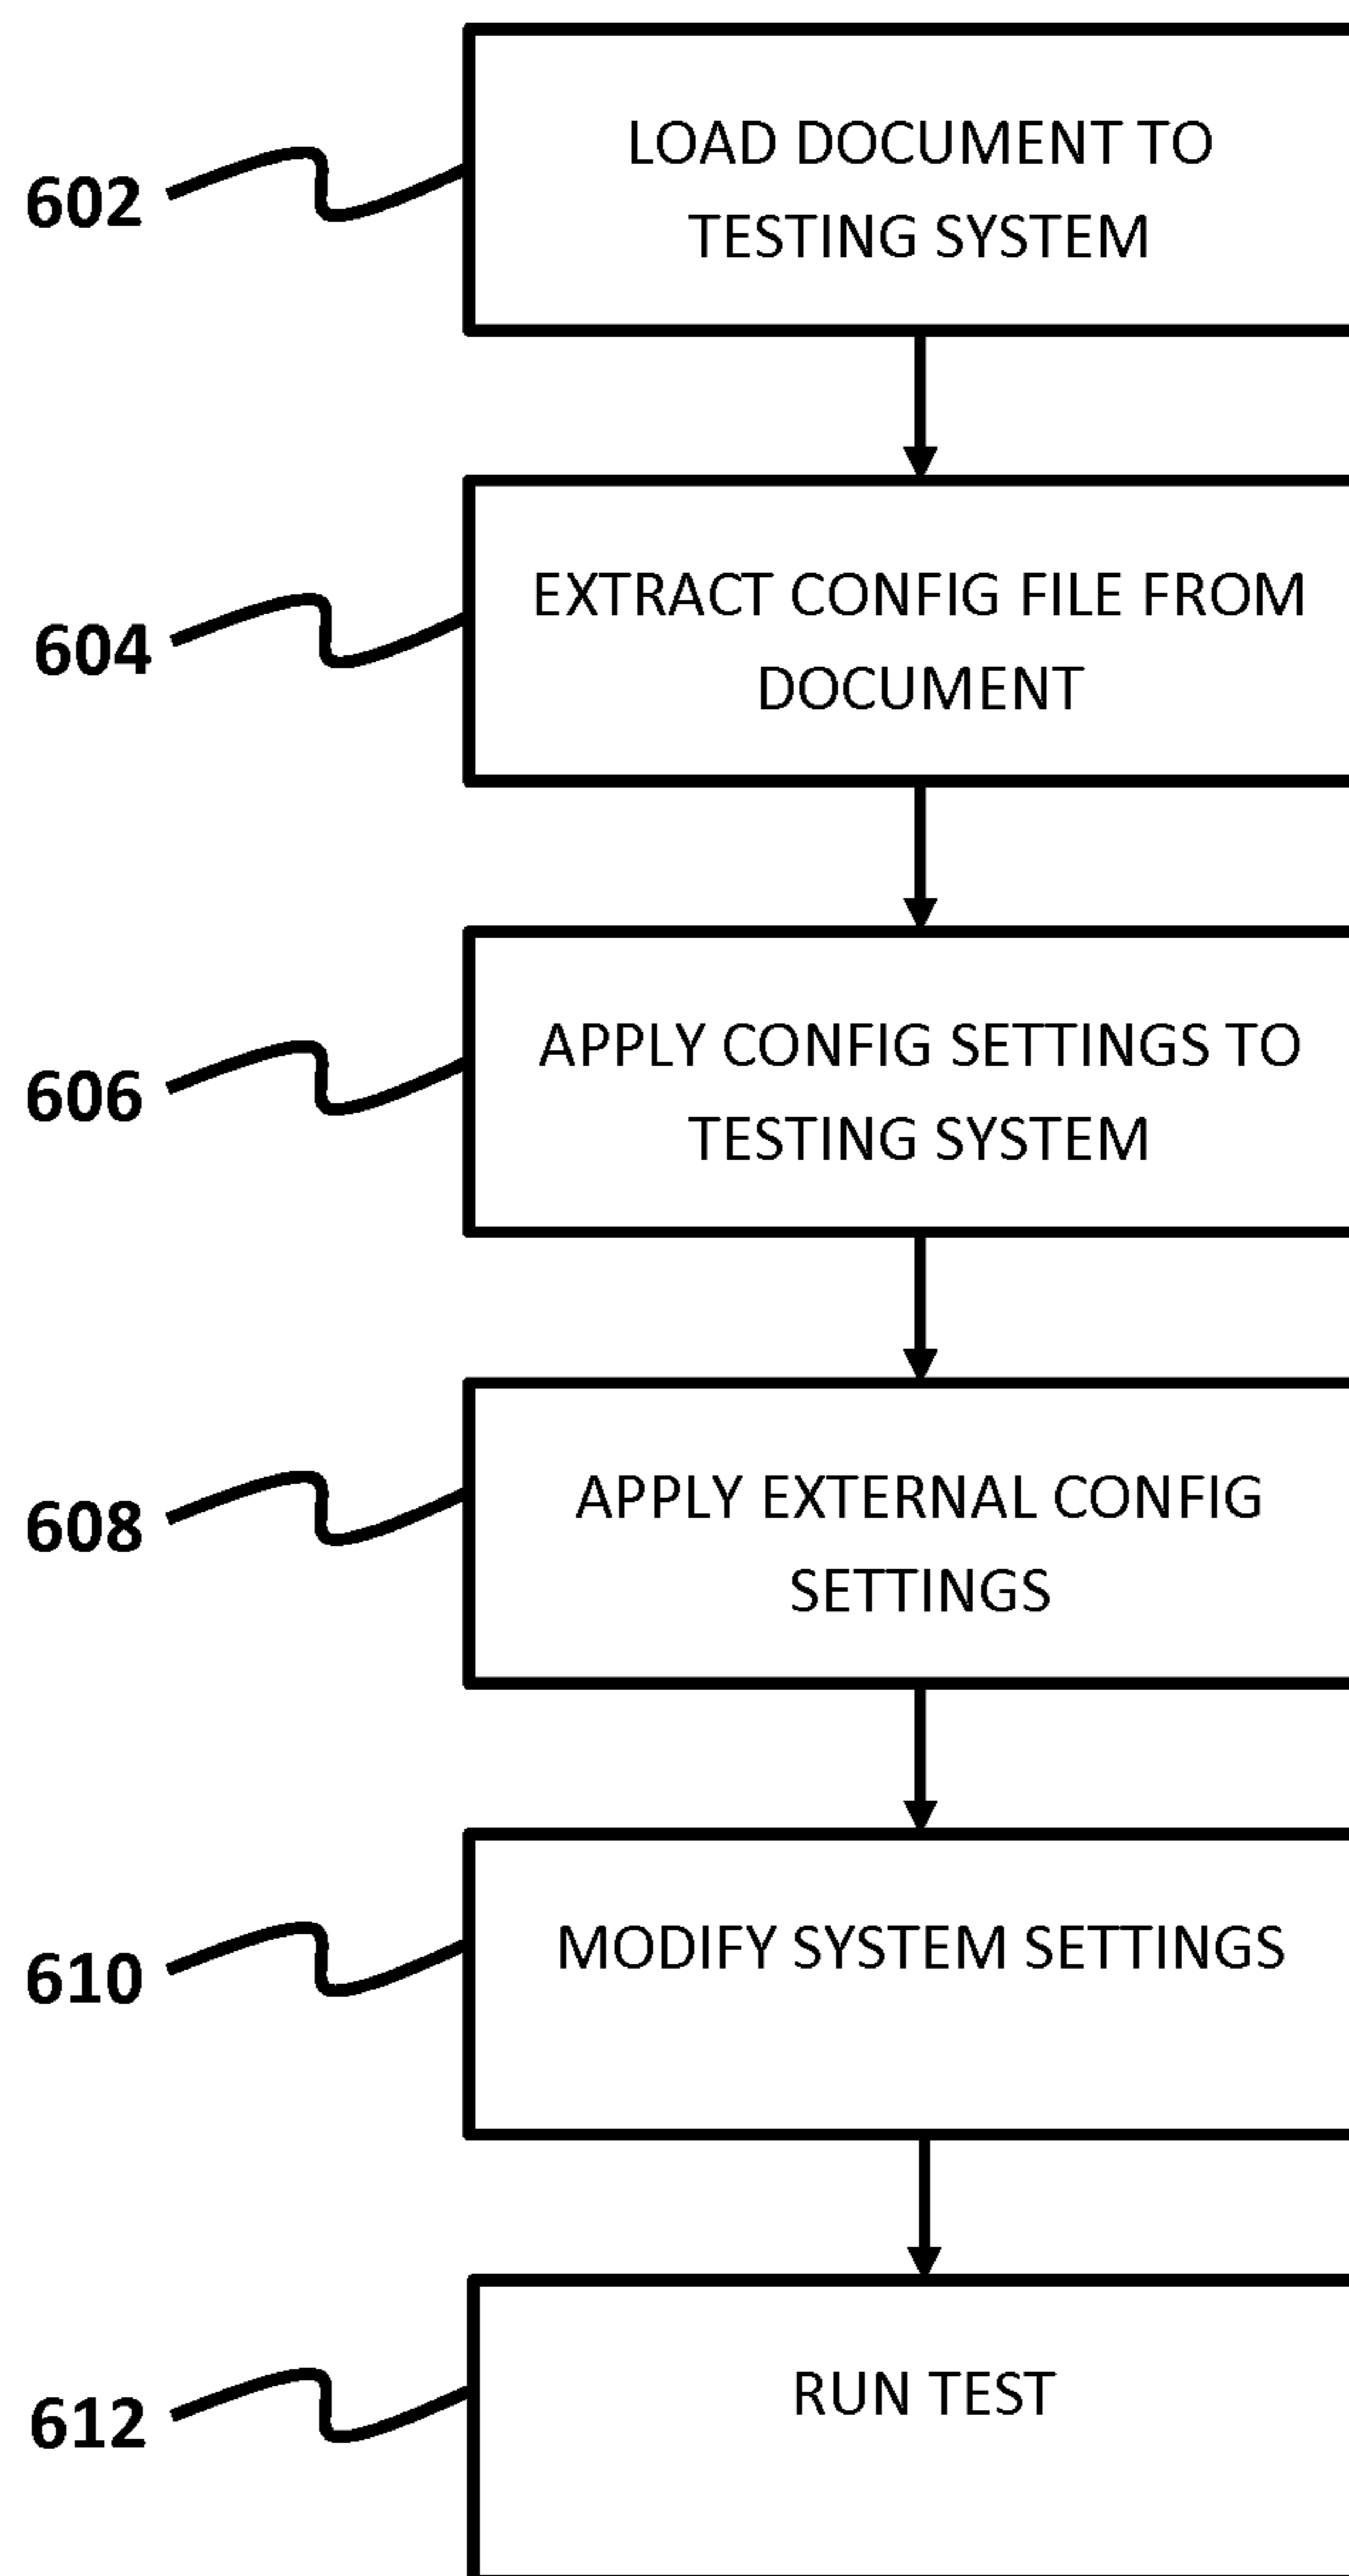 602
LOAD DOCUMENT TO
TESTING SYSTEM
604
EXTRACT CONFIG FILE FROM
DOCUMENT
606
APPLY CONFIG SETTINGS TO
TESTING SYSTEM
608
APPLY EXTERNAL CONFIG
SETTINGS
610
MODIFY SYSTEM SETTINGS
612
RUN TEST